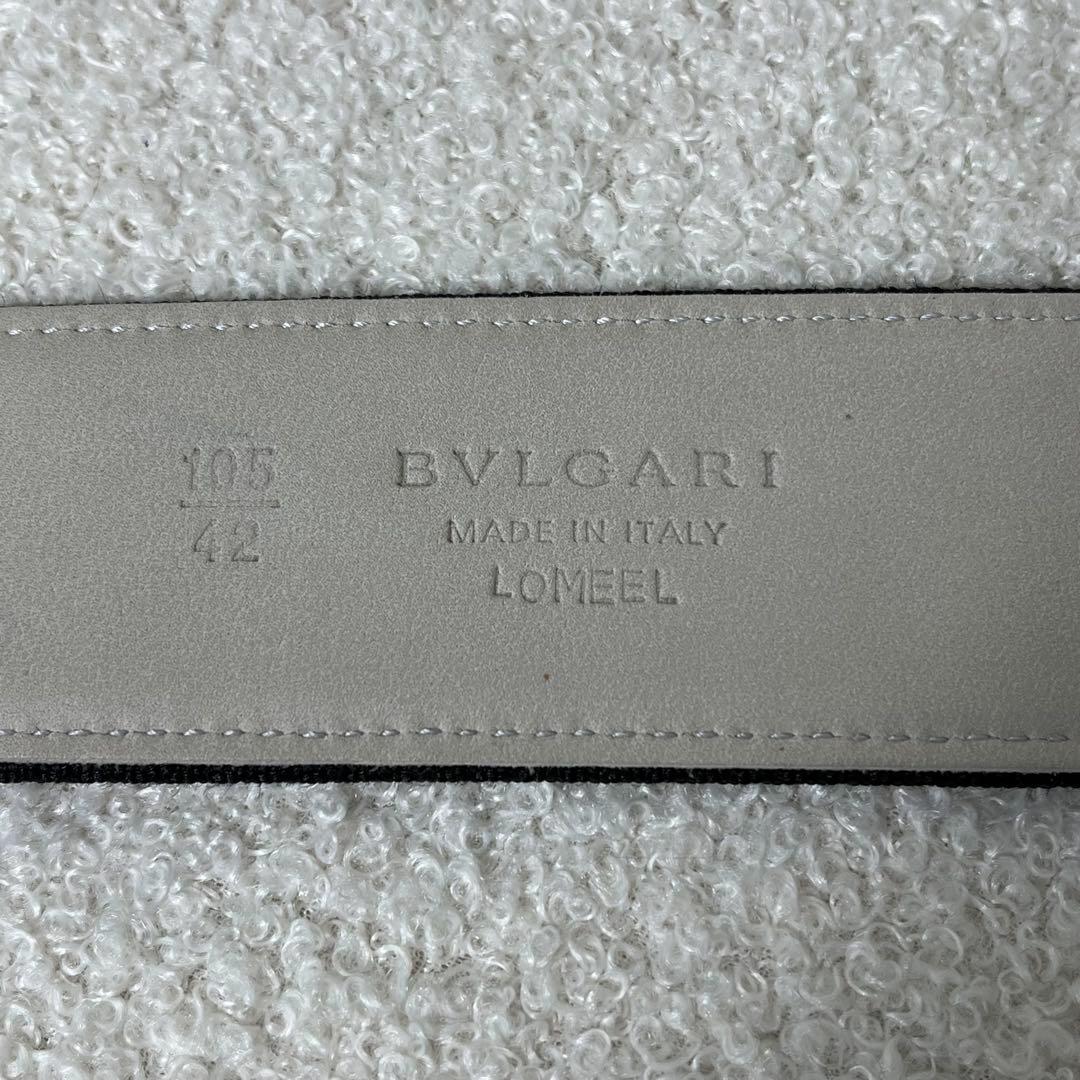 105
42
BVLGARI
MADE IN ITALY
LOMEEL